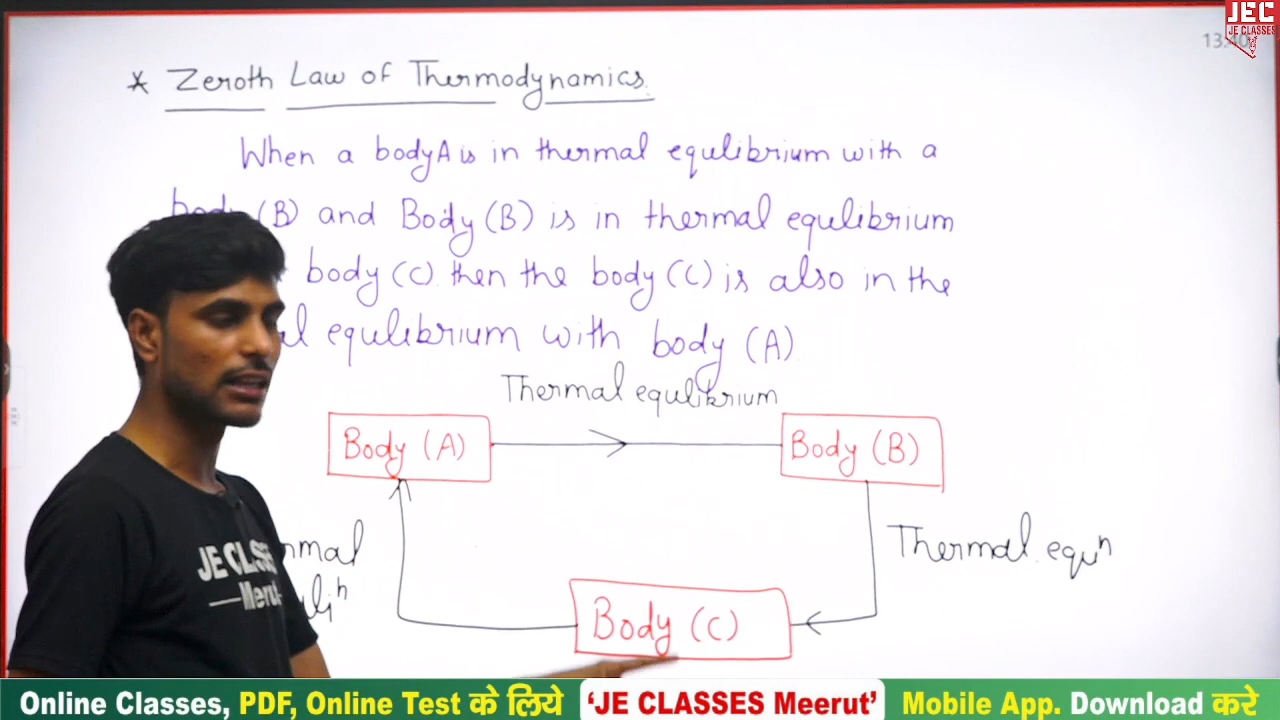 JEC
JE CLASSES
* Zeroth Law of Thermodynamics.
When a body A is in thermal equlibrium with a
body (B) and Body (B) is in thermal equlibrium
body (C) then the body (C) is also in the
equlibrium with body (A)
Thermal equlibrium
Body (A)
Body (B)
Thermal equⁿ
Body (C)
JE CLASSES
Meerut
Online Classes, PDF, Online Test के लिये 'JE CLASSES Meerut' Mobile App. Download करे